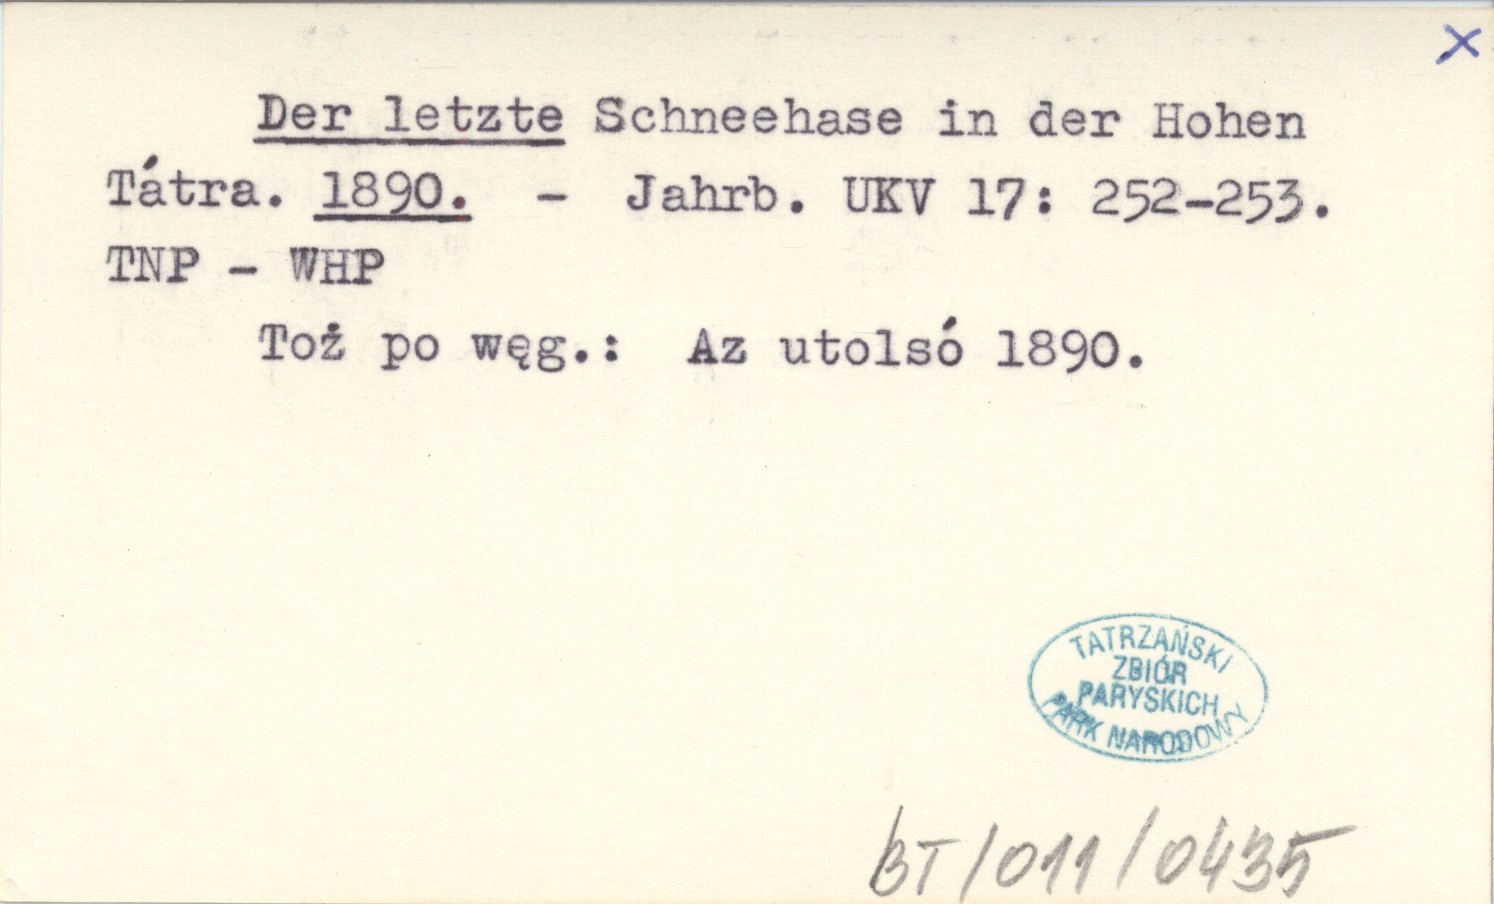 X
Der letzte Schneehase in der Hohen
Tátra. 1890. - Jahrb. UKV 17: 252-253.
TNP - WHP
Toż po węg.: Az utolsó 1890.
TATRZAŃSKI
ZBIÓR
PARYSKICH
PARK NARODOWY
BT/011/0435